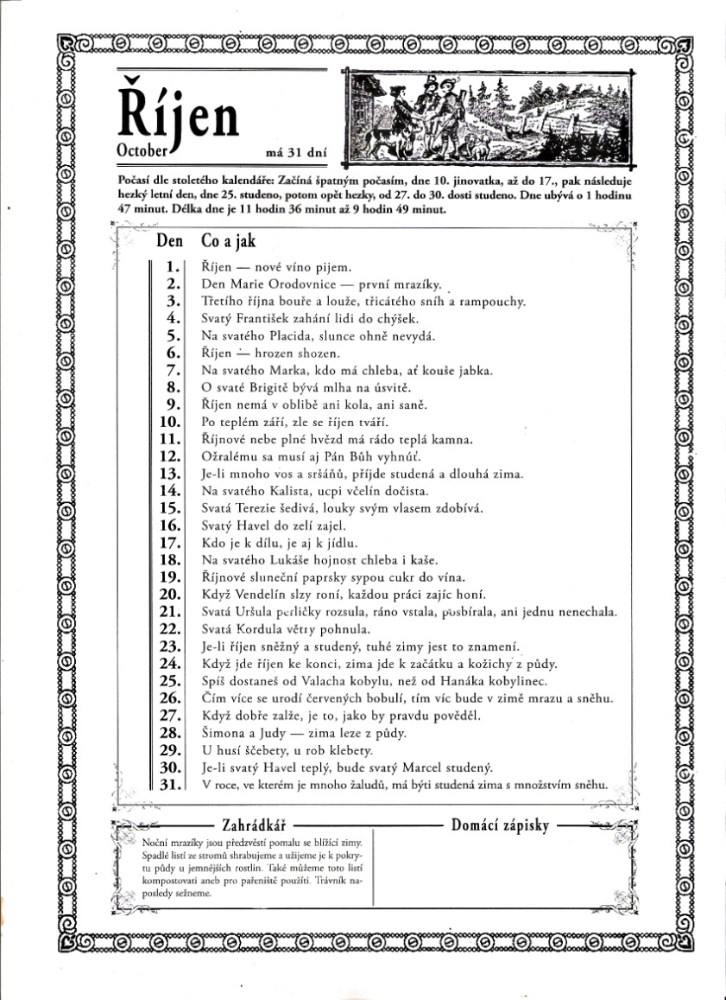 Říjen
October
má 31 dní
Počasí dle stoletého kalendáře: Začíná špatným počasím, dne 10. jinovatka, až do 17., pak následuje
hezký letní den, dne 25. studeno, potom opět hezky, od 27. do 30. dosti studeno. Dne ubývá o 1 hodinu
47 minut. Délka dne je 11 hodin 36 minut až 9 hodin 49 minut.
Den Co a jak
1. Říjen — nové víno pijem.
2. Den Marie Orodovnice — první mrazíky.
3. Třetího října bouře a louže, třicátého sníh a rampouchy.
4. Svatý František zahání lidi do chýšek.
5. Na svatého Placida, slunce ohně nevydá.
6. Říjen — hrozen shozen.
7. Na svatého Marka, kdo má chleba, ať kouše jabka.
8. O svaté Brigitě bývá mlha na úsvitě.
9. Říjen nemá v oblibě ani kola, ani saně.
10. Po teplém září, zle se říjen tváří.
11. Říjnové nebe plné hvězd má rádo teplá kamna.
12. Ožralému sa musí aj Pán Bůh vyhnúť.
13. Je-li mnoho vos a sršáňů, příjde studená a dlouhá zima.
14. Na svatého Kalista, ucpi včelín dočista.
15. Svatá Terezie šedivá, louky svým vlasem zdobívá.
16. Svatý Havel do zelí zajel.
17. Kdo je k dílu, je aj k jídlu.
18. Na svatého Lukáše hojnost chleba i kaše.
19. Říjnové sluneční paprsky sypou cukr do vína.
20. Když Vendelín slzy roní, každou práci zajíc honí.
21. Svatá Uršula perličky rozsula, ráno vstala, posbírala, ani jednu nenechala.
22. Svatá Kordula větry pohnula.
23. Je-li říjen sněžný a studený, tuhé zimy jest to znamení.
24. Když jde říjen ke konci, zima jde k začátku a kožichy z půdy.
25. Spíš dostaneš od Valacha kobylu, než od Hanáka kobylinec.
26. Čím více se urodí červených bobulí, tím víc bude v zimě mrazu a sněhu.
27. Když dobře zalže, je to, jako by pravdu pověděl.
28. Šimona a Judy — zima leze z půdy.
29. U husí ščebety, u rob klebety.
30. Je-li svatý Havel teplý, bude svatý Marcel studený.
31. V roce, ve kterém je mnoho žaludů, má býti studená zima s množstvím sněhu.
Zahrádkář
Noční mrazíky jsou předzvěstí pomalu se blížící zimy.
Spadlé listí ze stromů shrabujeme a užijeme je k pokry-
tu půdy u jemnějších rostlin. Také můžeme toto listí
kompostovati aneb pro pařeniště použíti. Trávník na-
posledy sežneme.
Domácí zápisky